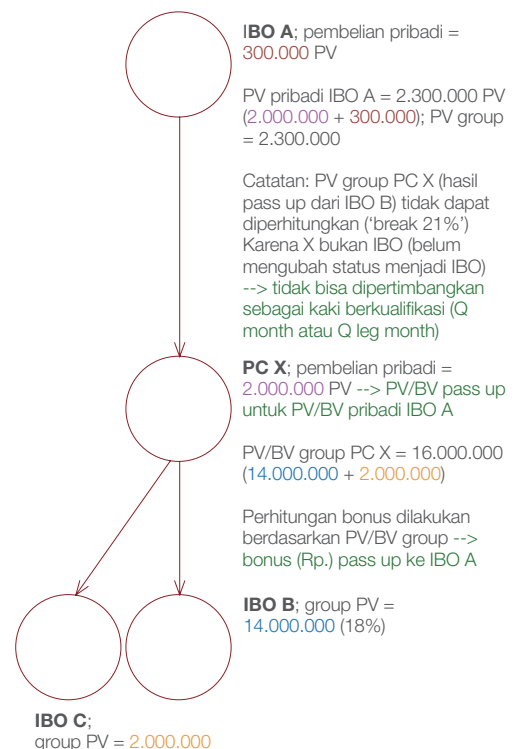 IBO A; pembelian pribadi =
300.000 PV
PV pribadi IBO A = 2.300.000 PV
(2.000.000 + 300.000); PV group
= 2.300.000
Catatan: PV group PC X (hasil
pass up dari IBO B) tidak dapat
diperhitungkan (‘break 21%’)
Karena X bukan IBO (belum
mengubah status menjadi IBO)
--> tidak bisa dipertimbangkan
sebagai kaki berkualifikasi (Q
month atau Q leg month)
PC X; pembelian pribadi =
2.000.000 PV --> PV/BV pass up
untuk PV/BV pribadi IBO A
PV/BV group PC X = 16.000.000
(14.000.000 + 2.000.000)
Perhitungan bonus dilakukan
berdasarkan PV/BV group -->
bonus (Rp.) pass up ke IBO A
IBO B; group PV =
14.000.000 (18%)
IBO C;
group PV = 2.000.000